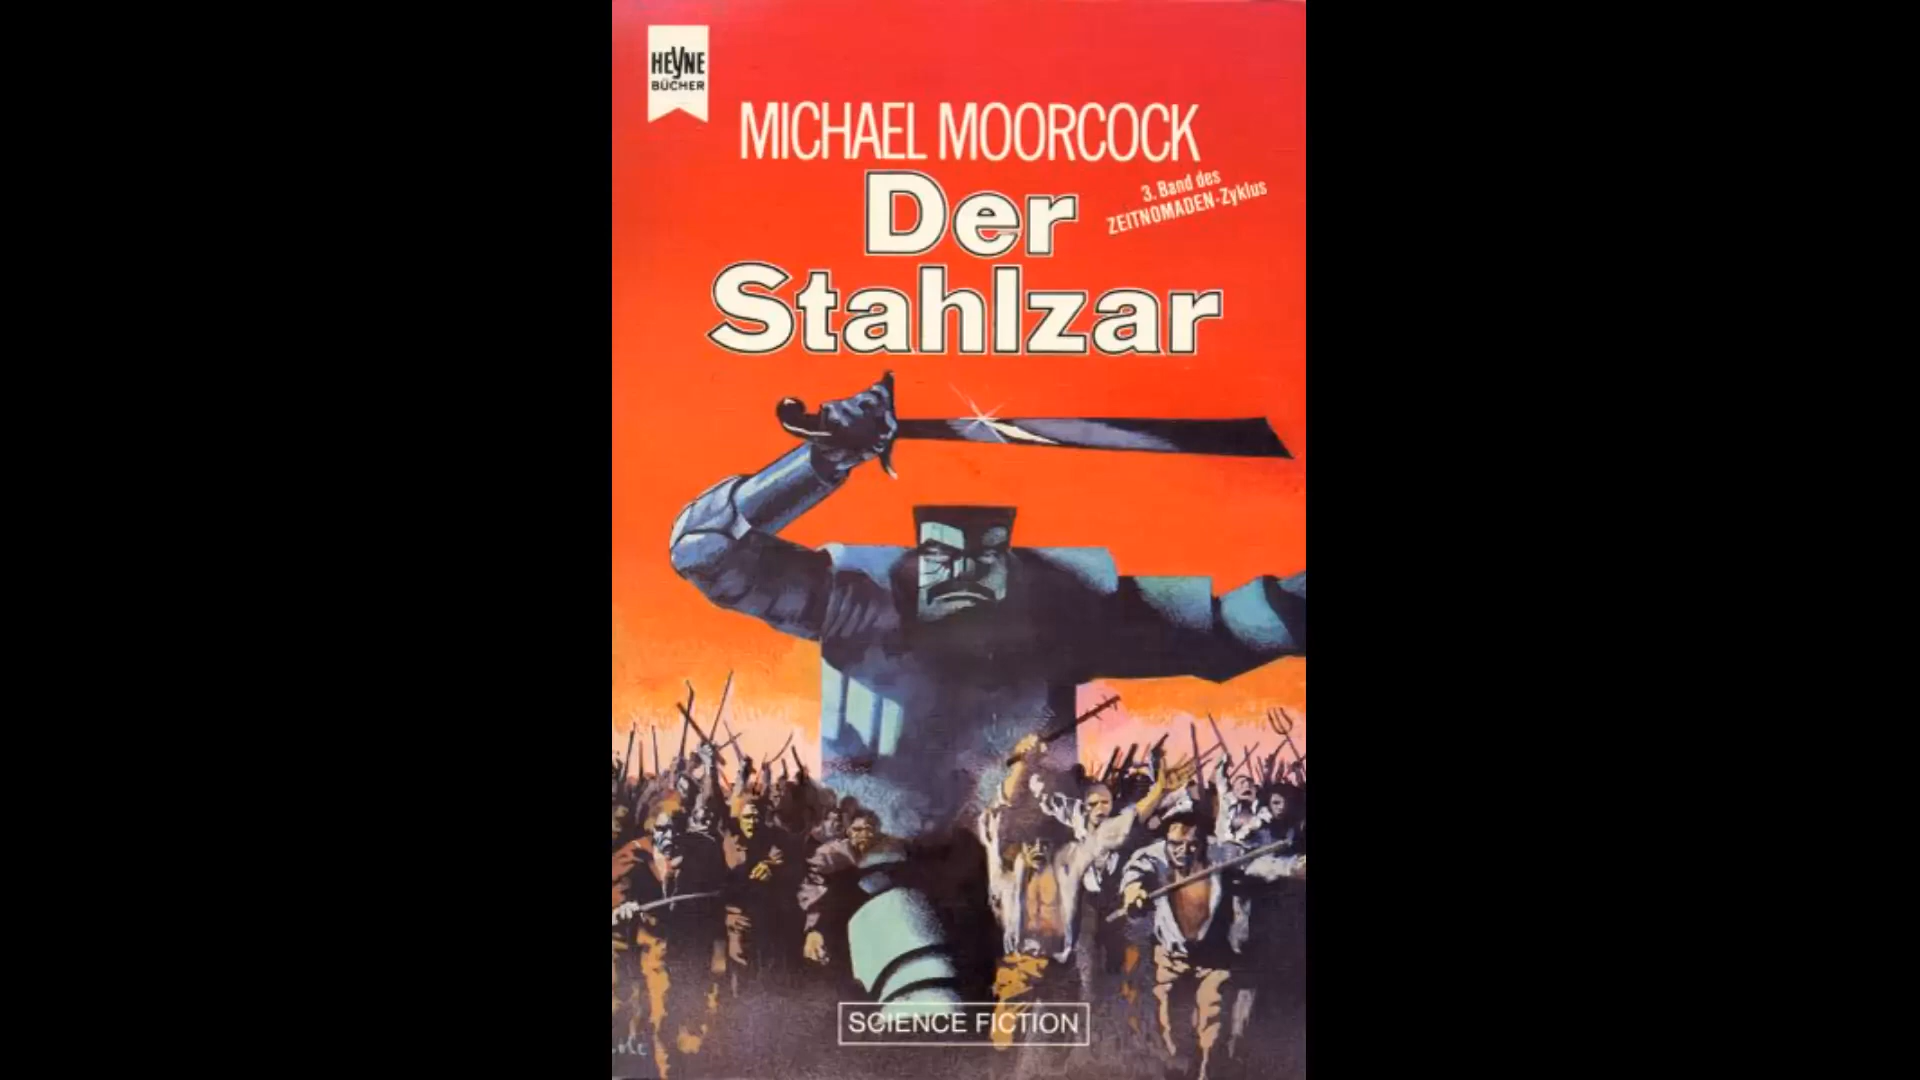 HEYNE
BÜCHER
MICHAEL MOORCOCK
Der
3. Band des
ZEITNOMADEN-Zyklus
Stahlzar
SCIENCE FICTION